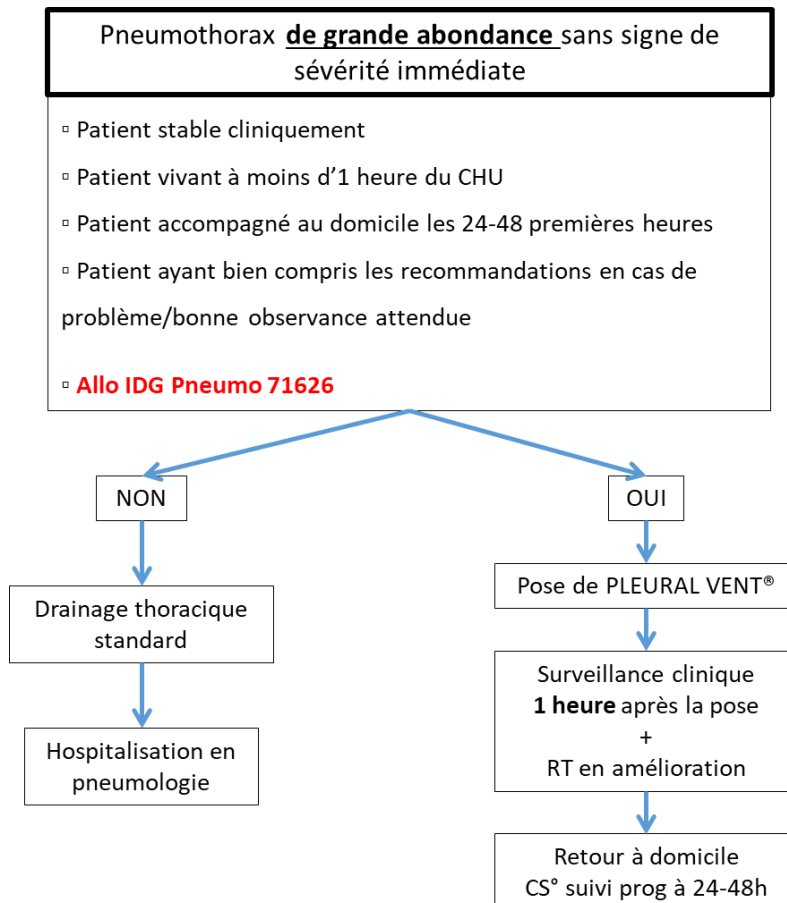 Pneumothorax de grande abondance sans signe de
sévérité immédiate
▫ Patient stable cliniquement
▫ Patient vivant à moins d’1 heure du CHU
▫ Patient accompagné au domicile les 24-48 premières heures
▫ Patient ayant bien compris les recommandations en cas de
problème/bonne observance attendue
▫ Allo IDG Pneumo 71626
NON
Drainage thoracique
standard
Hospitalisation en
pneumologie
OUI
Pose de PLEURAL VENT®
Surveillance clinique
1 heure après la pose
+
RT en amélioration
Retour à domicile
CS° suivi prog à 24-48h